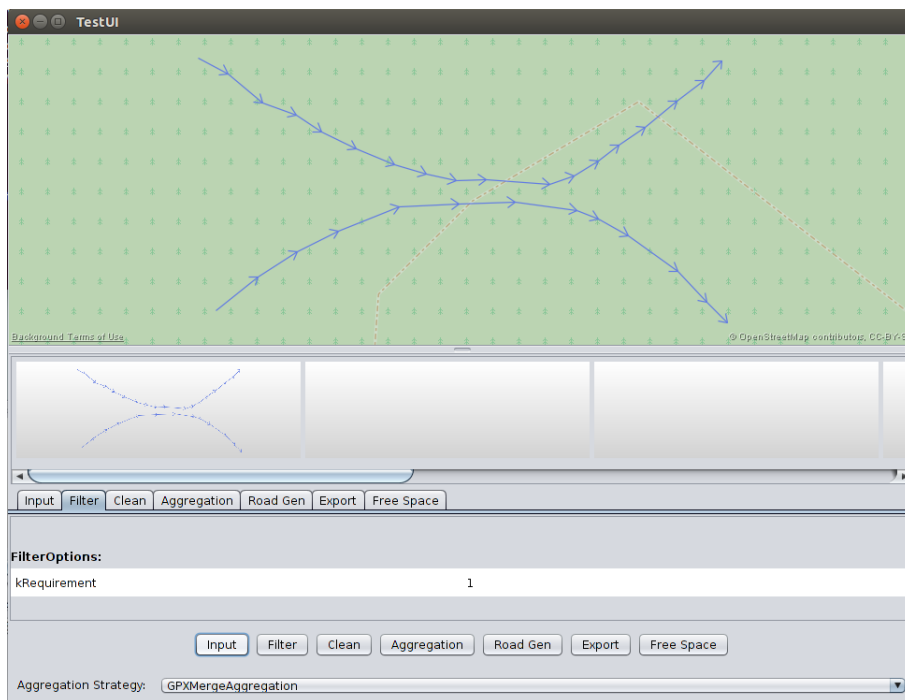 TestUI
Background Terms of Use
© OpenStreetMap contributors, CC-BY-S
Input Filter Clean Aggregation Road Gen Export Free Space
FilterOptions:
kRequirement 1
Input Filter Clean Aggregation Road Gen Export Free Space
Aggregation Strategy: GPXMergeAggregation